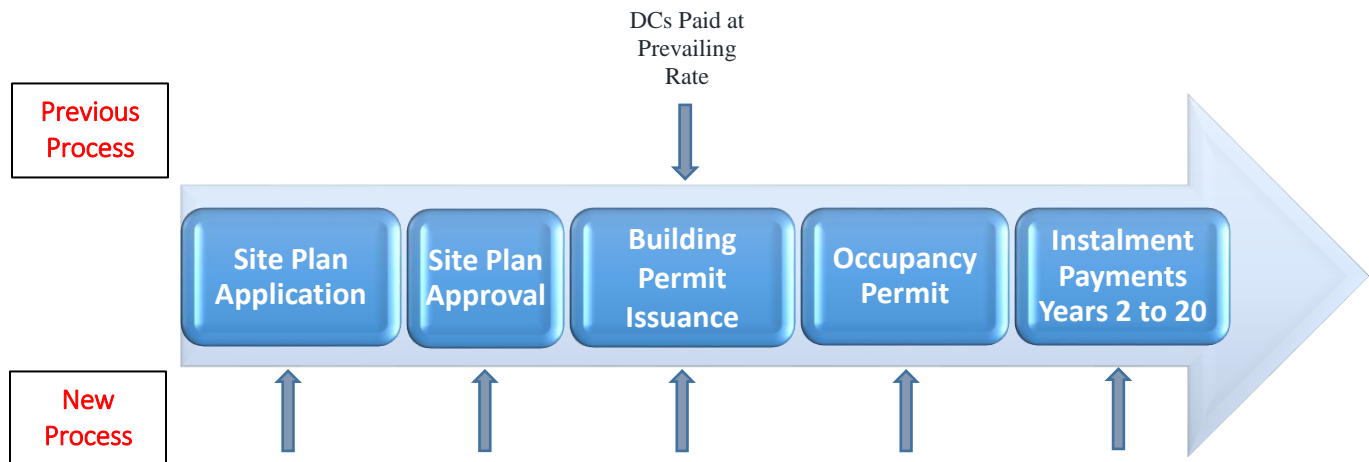 DCs Paid at
Prevailing
Rate
Previous
Process
Site Plan
Application
Site Plan
Approval
Building
Permit
Issuance
Occupancy
Permit
Instalment
Payments
Years 2 to 20
New
Process